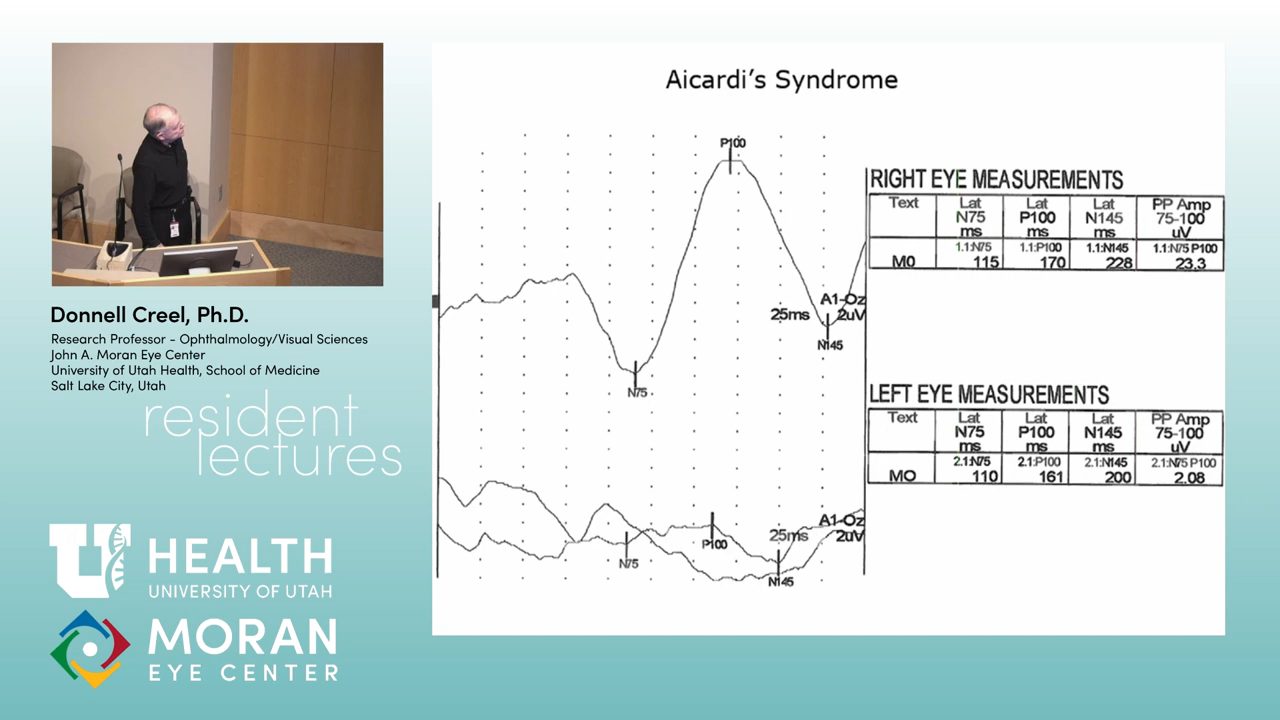 Aicardi's Syndrome
P100
N75
25ms
A1-Oz
2uV
N145
RIGHT EYE MEASUREMENTS
Text Lat N75 ms Lat P100 ms Lat N145 ms PP Amp 75-100 uV
1.1:N75 1.1:P100 1.1:N145 1.1:N75 P100
M0 115 170 228 23.3
LEFT EYE MEASUREMENTS
Text Lat N75 ms Lat P100 ms Lat N145 ms PP Amp 75-100 uV
2.1:N75 2.1:P100 2.1:N145 2.1:N75 P100
MO 110 161 200 2.08
A1-Oz
25ms 2uV
P100
N75
N145
Donnell Creel, Ph.D.
Research Professor - Ophthalmology/Visual Sciences
John A. Moran Eye Center
University of Utah Health, School of Medicine
Salt Lake City, Utah
resident
lectures
U HEALTH
UNIVERSITY OF UTAH
MORAN
EYE CENTER